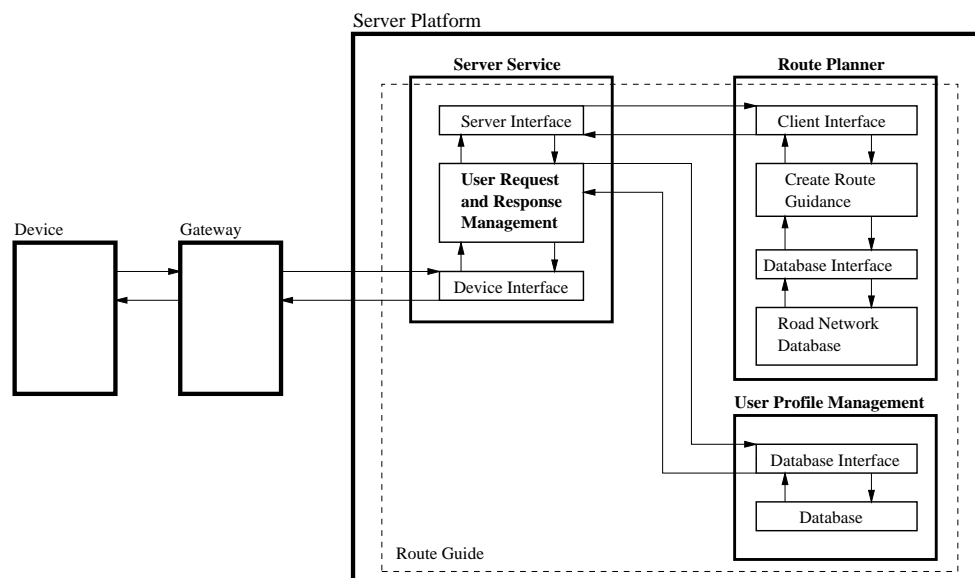 Server Platform
Server Service
Route Planner
Server Interface
Client Interface
User Request
and Response
Management
Create Route
Guidance
Device
Gateway
Database Interface
Device Interface
Road Network
Database
User Profile Management
Database Interface
Database
Route Guide